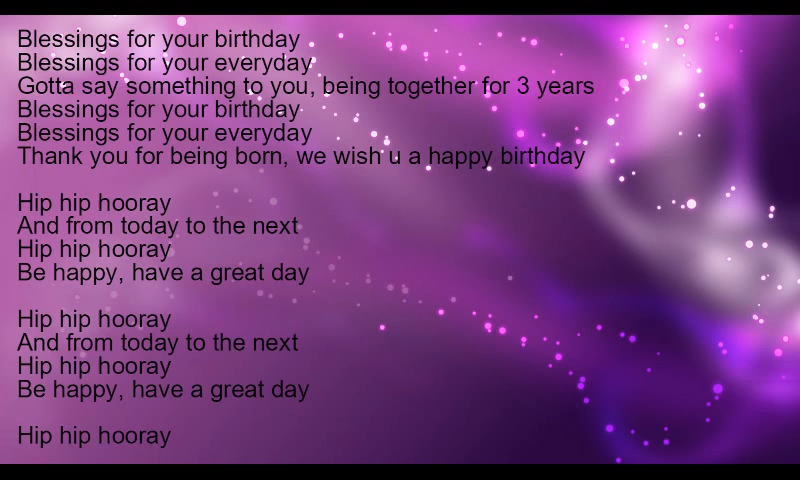 Blessings for your birthday
Blessings for your everyday
Gotta say something to you, being together for 3 years
Blessings for your birthday
Blessings for your everyday
Thank you for being born, we wish u a happy birthday
Hip hip hooray
And from today to the next
Hip hip hooray
Be happy, have a great day
Hip hip hooray
And from today to the next
Hip hip hooray
Be happy, have a great day
Hip hip hooray